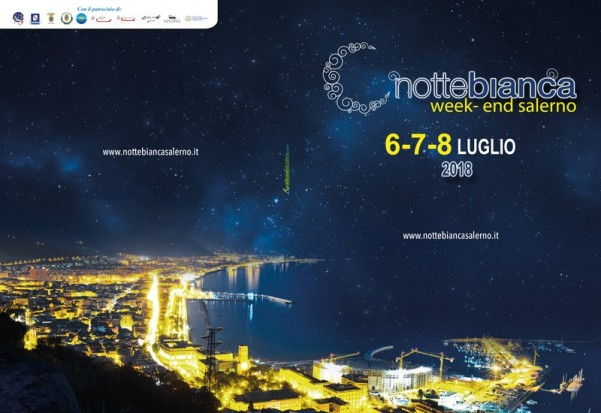 Con il patrocinio di:
nottebianca
week- end salerno
6-7-8 LUGLIO
2018
www.nottebiancasalerno.it
www.nottebiancasalerno.it